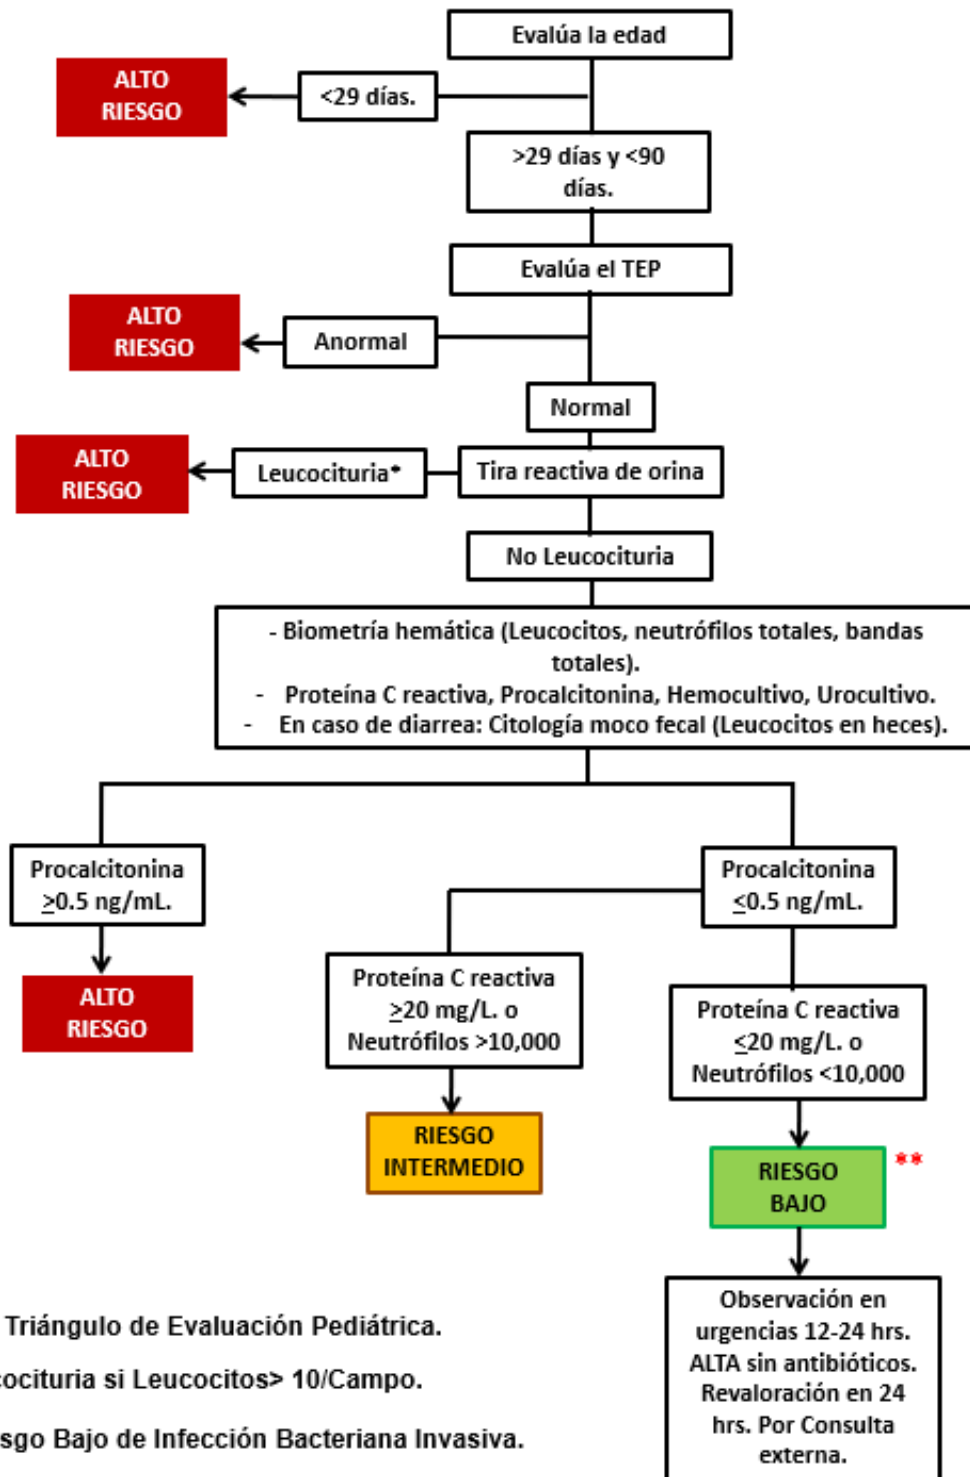 Evalúa la edad
ALTO
RIESGO
<29 días.
>29 días y <90
días.
Evalúa el TEP
ALTO
RIESGO
Anormal
Normal
ALTO
RIESGO
Leucocituria*
Tira reactiva de orina
No Leucocituria
- Biometría hemática (Leucocitos, neutrófilos totales, bandas
totales).
- Proteína C reactiva, Procalcitonina, Hemocultivo, Urocultivo.
- En caso de diarrea: Citología moco fecal (Leucocitos en heces).
Procalcitonina
≥0.5 ng/mL.
ALTO
RIESGO
Procalcitonina
≤0.5 ng/mL.
Proteína C reactiva
≥20 mg/L. o
Neutrófilos >10,000
RIESGO
INTERMEDIO
Proteína C reactiva
≤20 mg/L. o
Neutrófilos <10,000
RIESGO
BAJO
**
Observación en
urgencias 12-24 hrs.
ALTA sin antibióticos.
Revaloración en 24
hrs. Por Consulta
externa.
Triángulo de Evaluación Pediátrica.
cocituria si Leucocitos> 10/Campo.
sgo Bajo de Infección Bacteriana Invasiva.